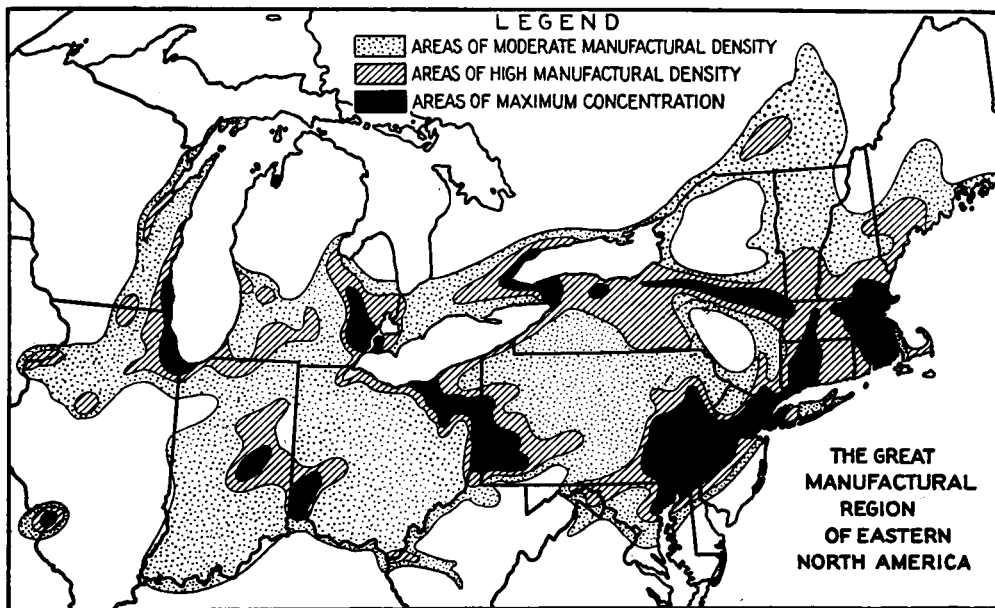 LEGEND
AREAS OF MODERATE MANUFACTURAL DENSITY
AREAS OF HIGH MANUFACTURAL DENSITY
AREAS OF MAXIMUM CONCENTRATION
THE GREAT
MANUFACTURAL
REGION
OF EASTERN
NORTH AMERICA